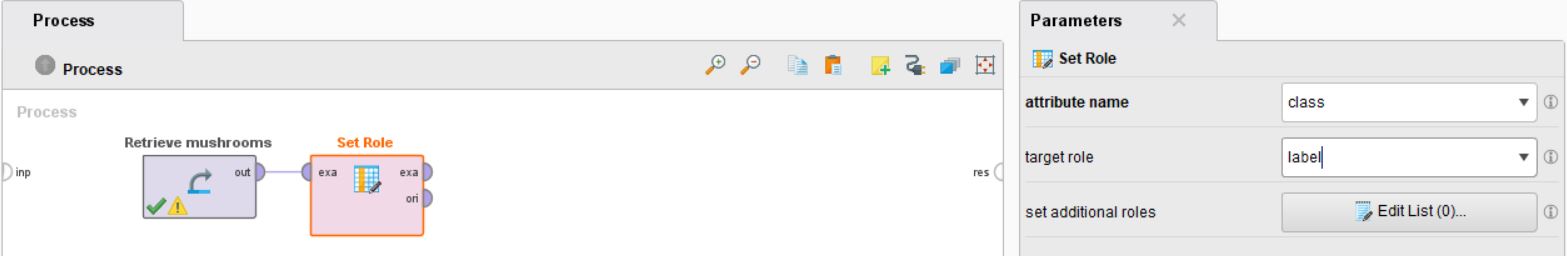 Process
Process
Process
Retrieve mushrooms
Set Role
inp
out
exa
exa
ori
res
Parameters
Set Role
attribute name
class
target role
label
set additional roles
Edit List (0)...